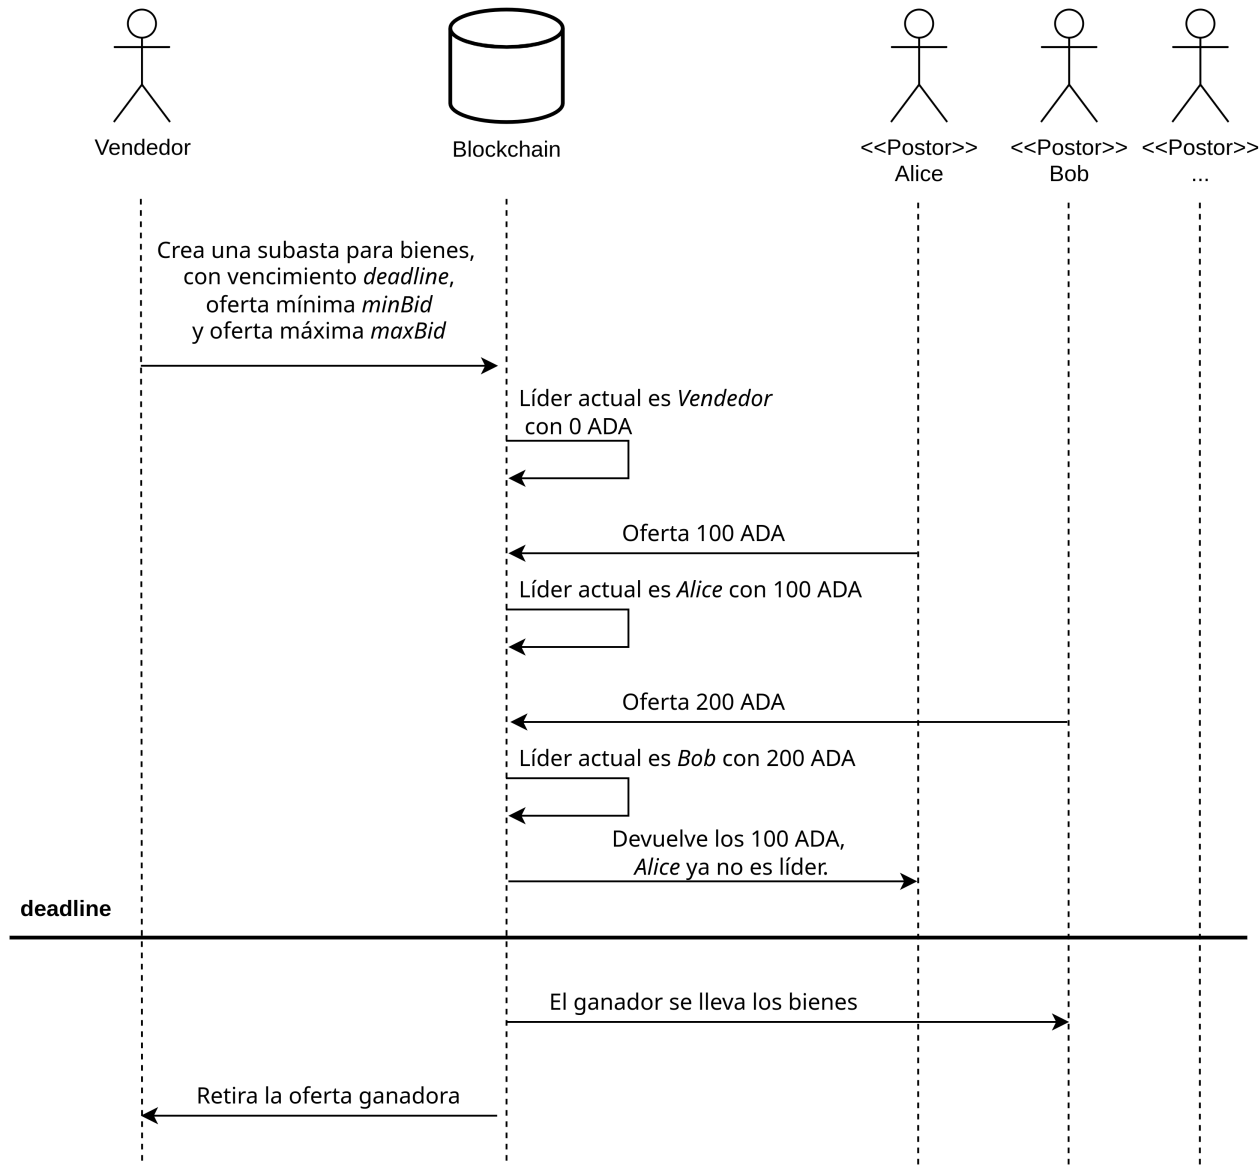 Vendedor
Blockchain
<<Postor>>
Alice
<<Postor>>
Bob
<<Postor>>
...
Crea una subasta para bienes,
con vencimiento deadline,
oferta mínima minBid
y oferta máxima maxBid
Líder actual es Vendedor
con 0 ADA
Oferta 100 ADA
Líder actual es Alice con 100 ADA
Oferta 200 ADA
Líder actual es Bob con 200 ADA
Devuelve los 100 ADA,
Alice ya no es líder.
deadline
El ganador se lleva los bienes
Retira la oferta ganadora